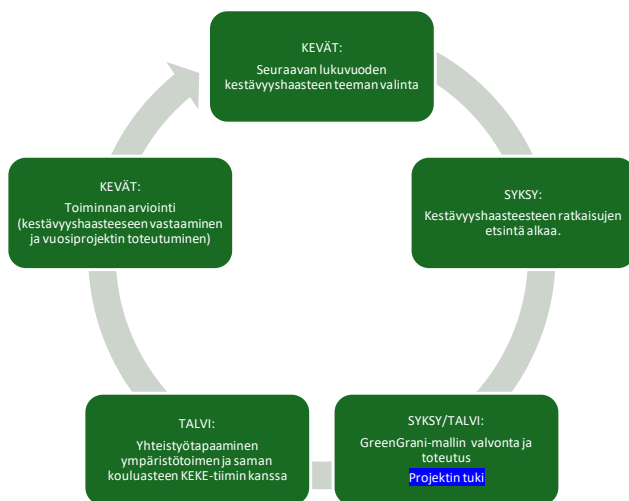 KEVÄT:
Seuraavan lukuvuoden
kestävyyshaasteen teeman valinta
SYKSY:
Kestävyyshaasteesteen ratkaisujen
etsintä alkaa.
SYKSY/TALVI:
GreenGrani-mallin valvonta ja
toteutus
Projektin tuki
TALVI:
Yhteistyötapaaminen
ympäristötoimen ja saman
kouluasteen KEKE-tiimin kanssa
KEVÄT:
Toiminnan arviointi
(kestävyyshaasteeseen vastaaminen
ja vuosiprojektin toteutuminen)